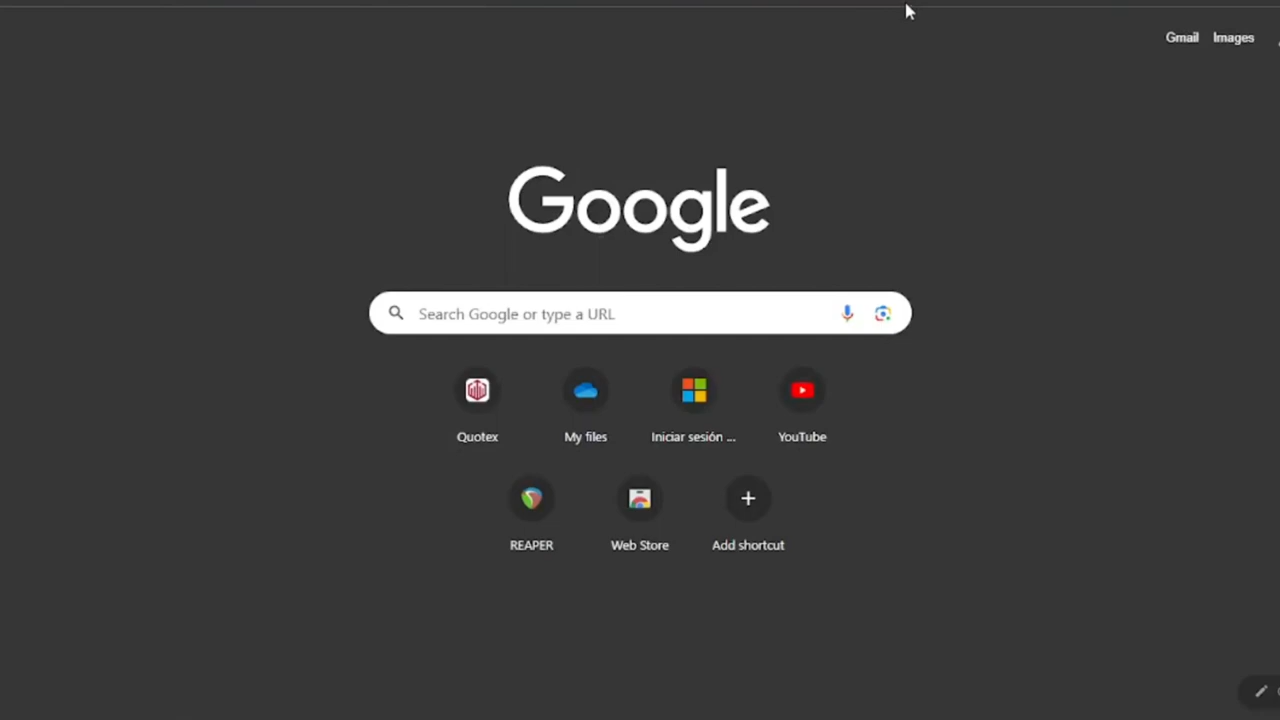 Gmail Images
Google
Search Google or type a URL
Quotex My files Iniciar sesión ... YouTube
REAPER Web Store Add shortcut